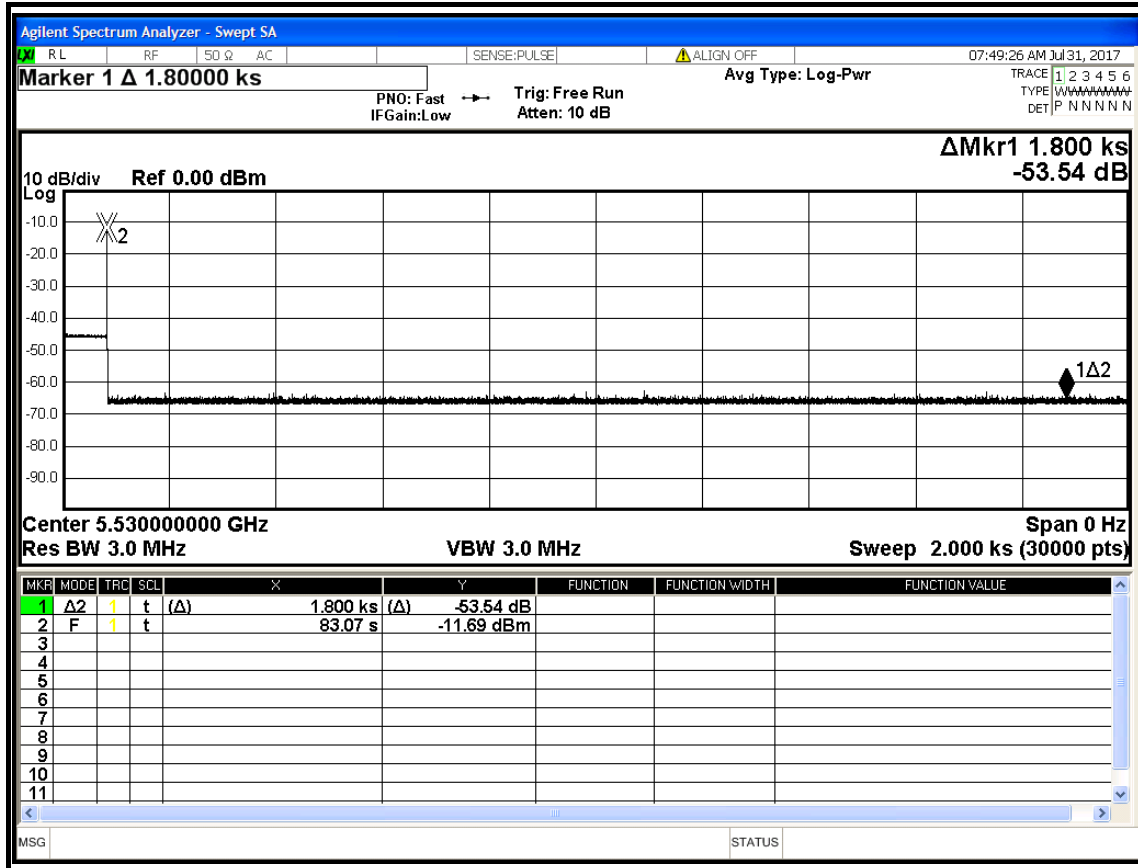 Agilent Spectrum Analyzer - Swept SA
LXI RL RF 50 Ω AC SENSE:PULSE ALIGN OFF 07:49:26 AM Jul 31, 2017
Marker 1 Δ 1.80000 ks
PNO: Fast Trig: Free Run Avg Type: Log-Pwr TRACE 1 2 3 4 5 6
IFGain:Low Atten: 10 dB TYPE WWWWWW
DET P N N N N N
ΔMkr1 1.800 ks
10 dB/div Ref 0.00 dBm -53.54 dB
Log
-10.0
2
-20.0
-30.0
-40.0
-50.0
1Δ2
-60.0
-70.0
-80.0
-90.0
Center 5.530000000 GHz Span 0 Hz
Res BW 3.0 MHz VBW 3.0 MHz Sweep 2.000 ks (30000 pts)
MKR MODE TRC SCL X Y FUNCTION FUNCTION WIDTH FUNCTION VALUE
1 Δ2 1 t (Δ) 1.800 ks (Δ) -53.54 dB
2 F 1 t 83.07 s -11.69 dBm
3
4
5
6
7
8
9
10
11
MSG STATUS